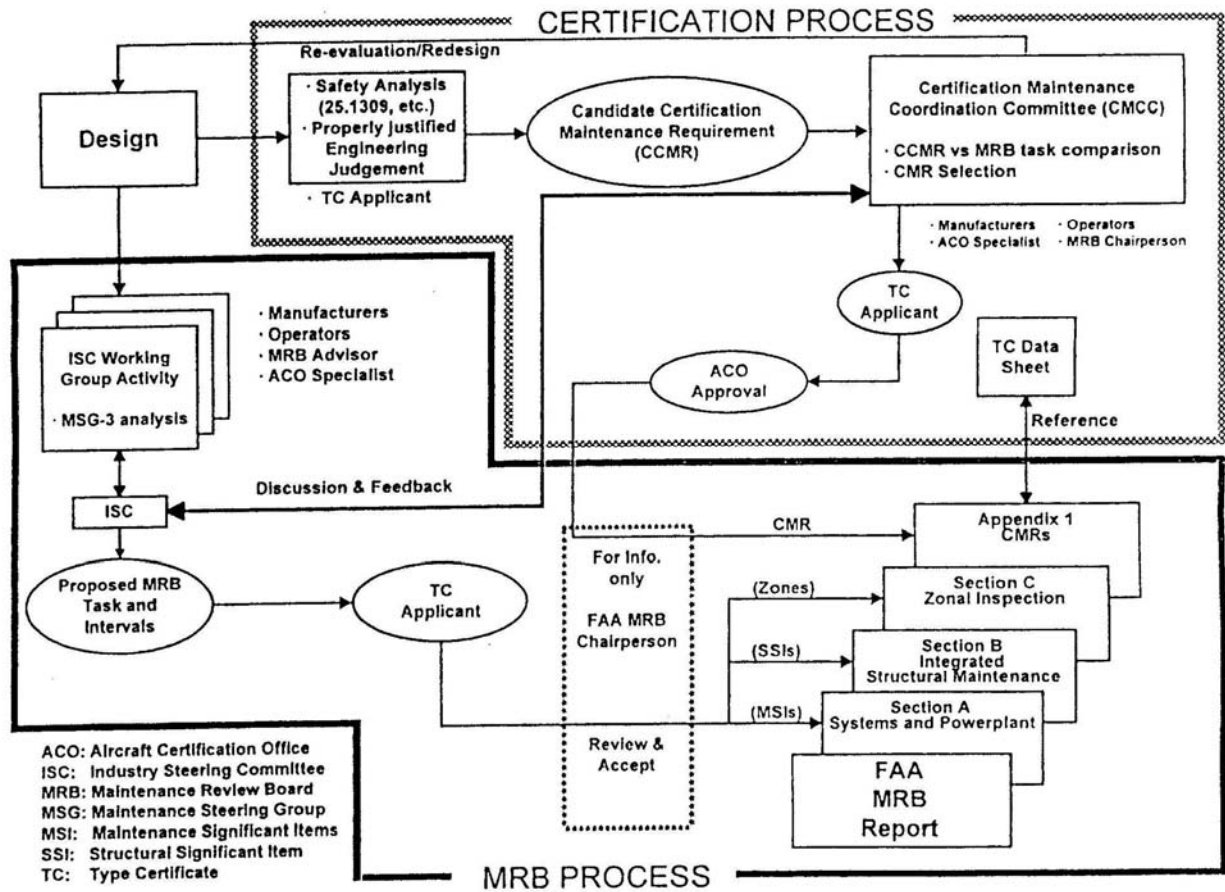 CERTIFICATION PROCESS
Re-evaluation/Redesign
Design
· Safety Analysis
(25.1309, etc.)
· Properly Justified
Engineering
Judgement
· TC Applicant
Candidate Certification
Maintenance Requirement
(CCMR)
Certification Maintenance
Coordination Committee (CMCC)
· CCMR vs MRB task comparison
· CMR Selection
· Manufacturers · Operators
· ACO Specialist · MRB Chairperson
TC
Applicant
ACO
Approval
TC Data
Sheet
Reference
ISC Working
Group Activity
· MSG-3 analysis
· Manufacturers
· Operators
· MRB Advisor
· ACO Specialist
ISC
Discussion & Feedback
Proposed MRB
Task and
Intervals
TC
Applicant
For Info.
only
FAA MRB
Chairperson
Review &
Accept
CMR
(Zones)
(SSIs)
(MSIs)
Appendix 1
CMRs
Section C
Zonal Inspection
Section B
Integrated
Structural Maintenance
Section A
Systems and Powerplant
FAA
MRB
Report
ACO: Aircraft Certification Office
ISC: Industry Steering Committee
MRB: Maintenance Review Board
MSG: Maintenance Steering Group
MSI: Maintenance Significant Items
SSI: Structural Significant Item
TC: Type Certificate
MRB PROCESS